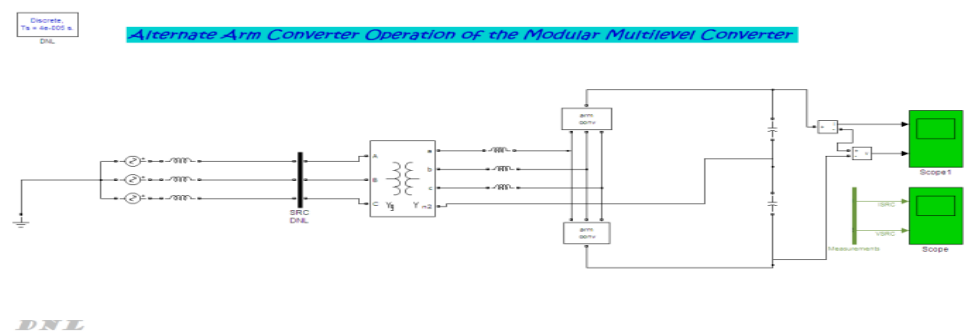 Discrete,
Ts = 4e-005 s.
DNL
Alternate Arm Converter Operation of the Modular Multilevel Converter
arm
conv
A
B
C
a
b
c
n2
Y
Y
SRC
DNL
arm
conv
Scope1
ISRC
VSRC
Measurements
Scope
DNL